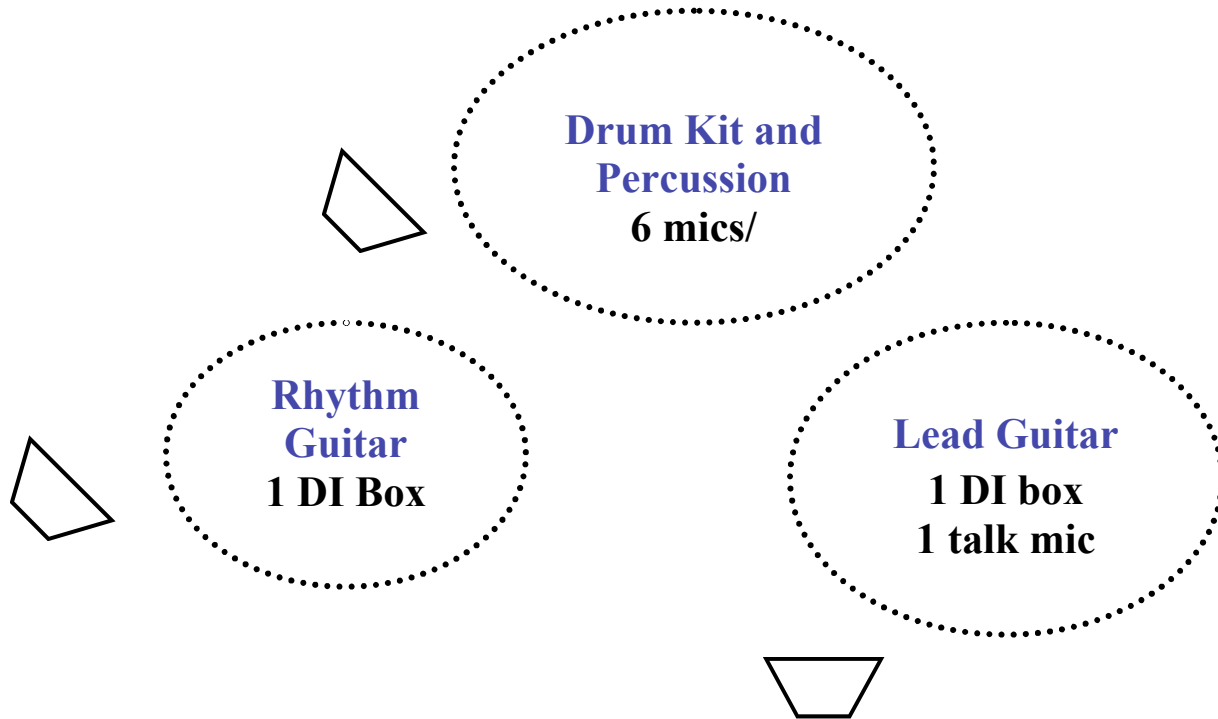 Drum Kit and
Percussion
6 mics/
Rhythm
Guitar
1 DI Box
Lead Guitar
1 DI box
1 talk mic